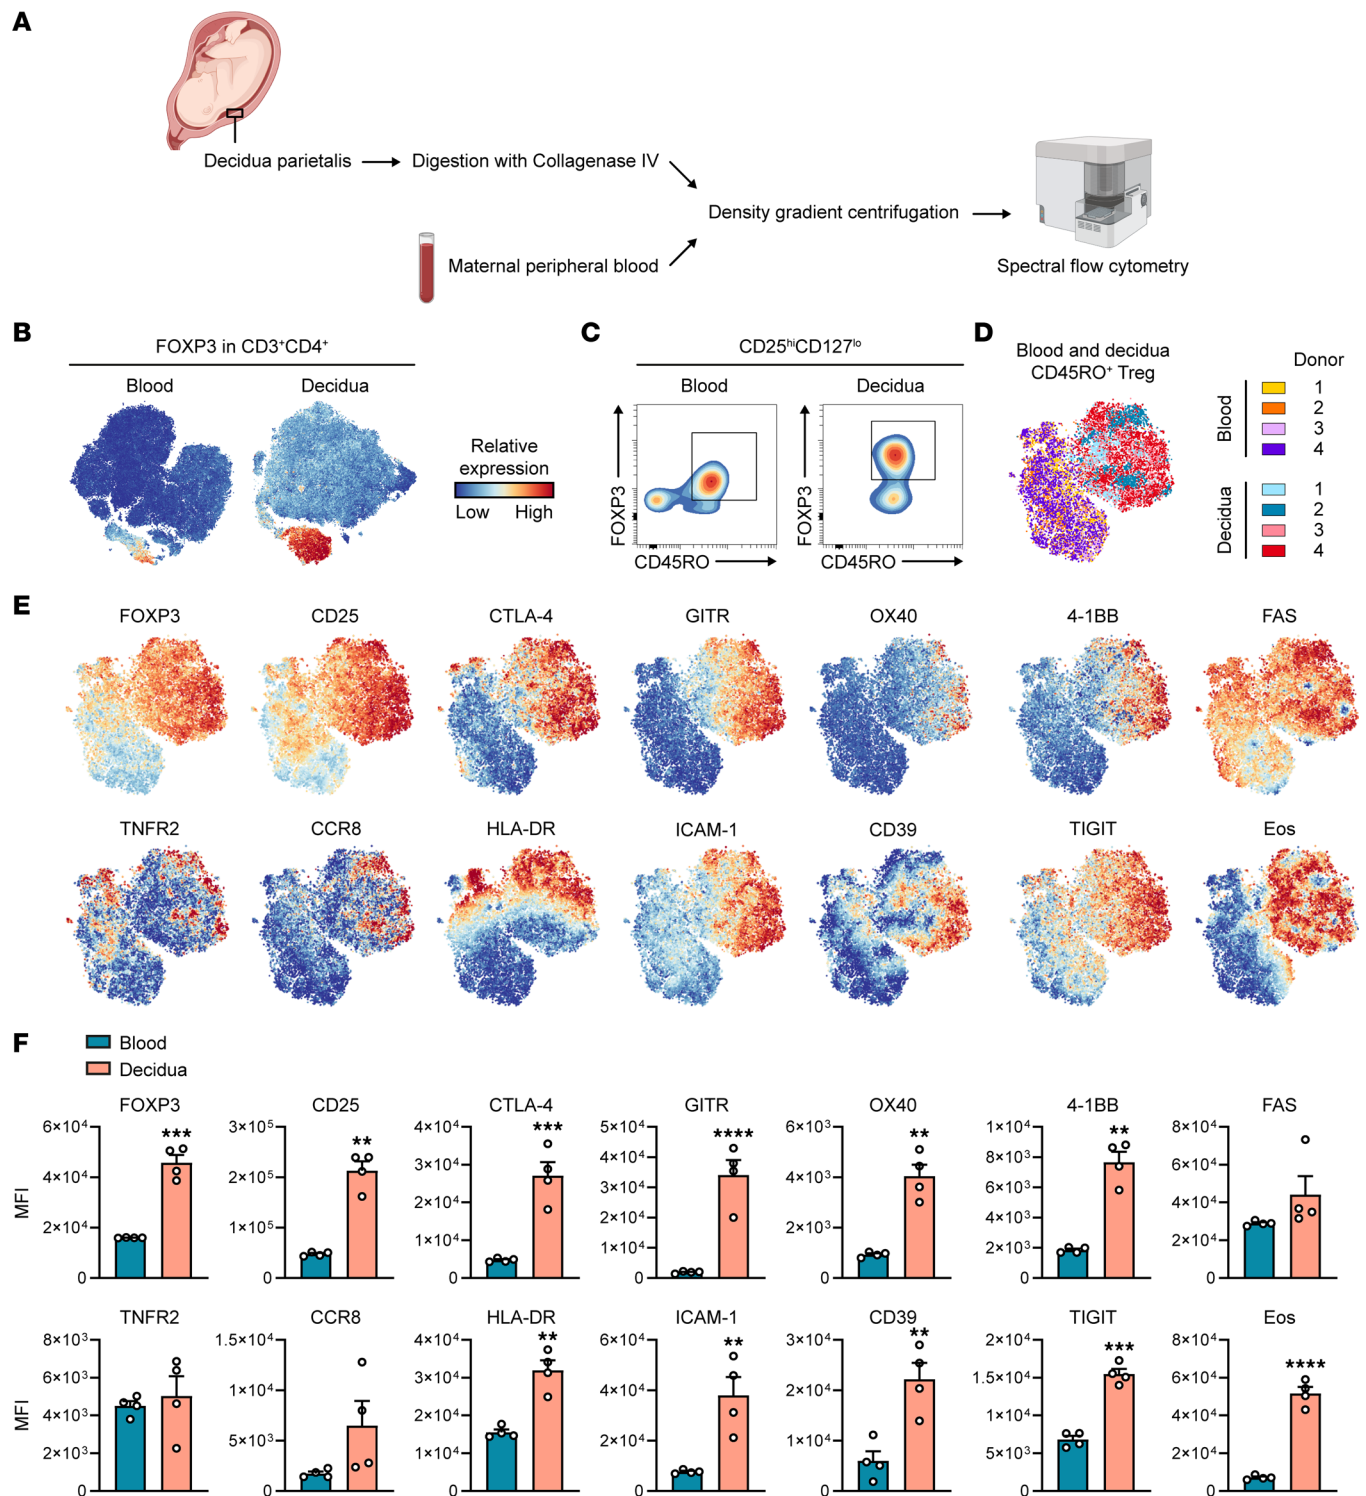 A
Decidua parietalis
Digestion with Collagenase IV
Density gradient centrifugation
Maternal peripheral blood
Spectral flow cytometry
B
FOXP3 in CD3⁺CD4⁺
Blood
Decidua
Relative
expression
Low
High
C
CD25ʰⁱCD127ˡᵒ
Blood
Decidua
FOXP3
CD45RO
FOXP3
CD45RO
D
Blood and decidua
CD45RO⁺ Treg
Donor
Blood
1
2
3
4
Decidua
1
2
3
4
E
FOXP3
CD25
CTLA-4
GITR
OX40
4-1BB
FAS
TNFR2
CCR8
HLA-DR
ICAM-1
CD39
TIGIT
Eos
F
Blood
Decidua
MFI
FOXP3
6×10⁴
4×10⁴
2×10⁴
0
***
CD25
3×10⁵
2×10⁵
1×10⁵
0
**
CTLA-4
4×10⁴
3×10⁴
2×10⁴
1×10⁴
0
***
GITR
5×10⁴
4×10⁴
3×10⁴
2×10⁴
1×10⁴
0
****
OX40
6×10³
4×10³
2×10³
0
**
4-1BB
1×10⁴
8×10³
6×10³
4×10³
2×10³
0
**
FAS
8×10⁴
6×10⁴
4×10⁴
2×10⁴
0
MFI
TNFR2
8×10³
6×10³
4×10³
2×10³
0
CCR8
1.5×10⁴
1×10⁴
5×10³
0
HLA-DR
4×10⁴
3×10⁴
2×10⁴
1×10⁴
0
**
ICAM-1
6×10⁴
4×10⁴
2×10⁴
0
**
CD39
3×10⁴
2×10⁴
1×10⁴
0
**
TIGIT
2×10⁴
1.5×10⁴
1×10⁴
5×10³
0
***
Eos
8×10⁴
6×10⁴
4×10⁴
2×10⁴
0
****